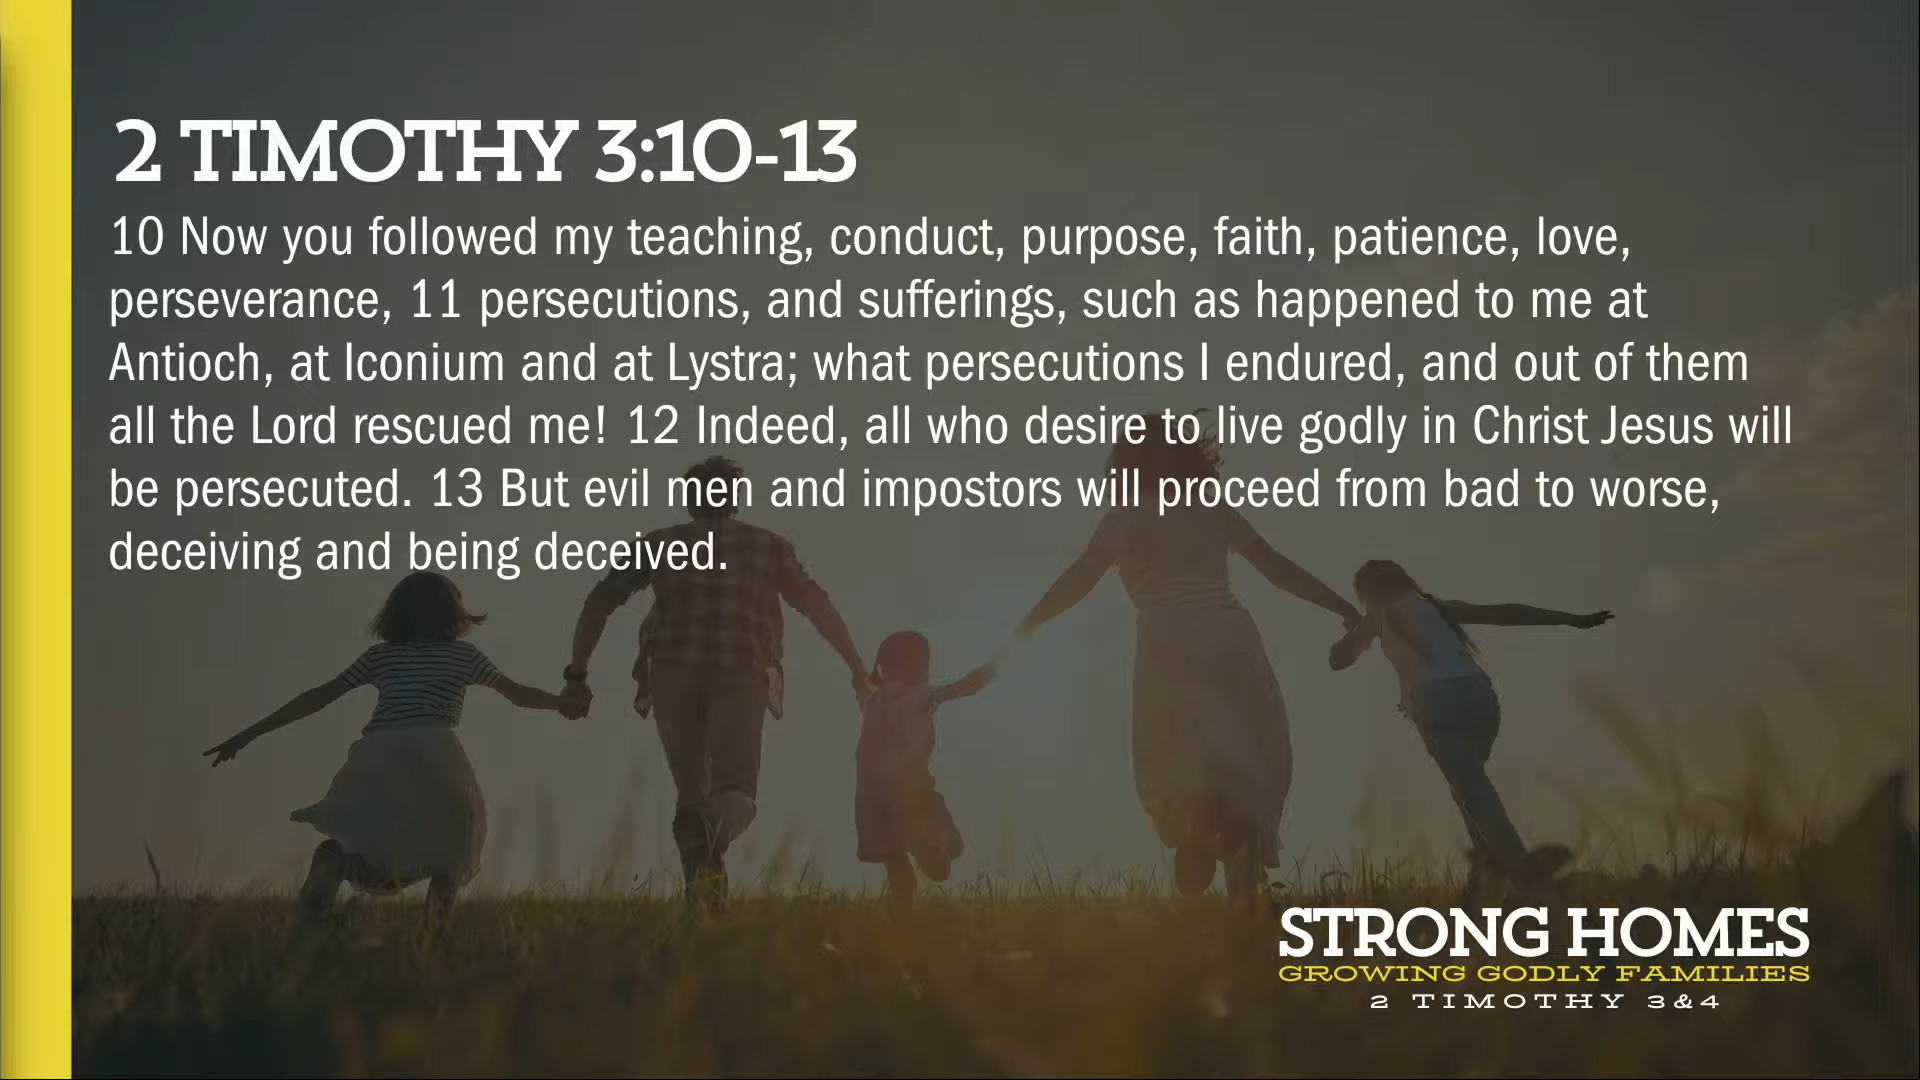 2 TIMOTHY 3:10-13
10 Now you followed my teaching, conduct, purpose, faith, patience, love,
perseverance, 11 persecutions, and sufferings, such as happened to me at
Antioch, at Iconium and at Lystra; what persecutions I endured, and out of them
all the Lord rescued me! 12 Indeed, all who desire to live godly in Christ Jesus will
be persecuted. 13 But evil men and impostors will proceed from bad to worse,
deceiving and being deceived.
STRONG HOMES
GROWING GODLY FAMILIES
2 TIMOTHY 3&4